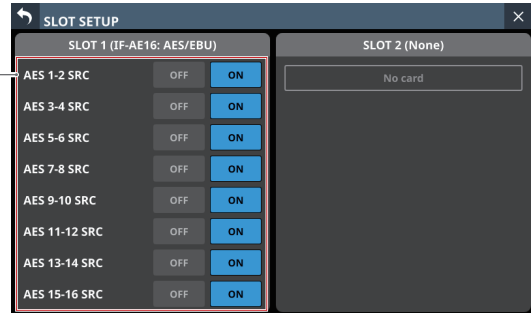 SLOT SETUP
SLOT 1 (IF-AE16: AES/EBU)
AES 1-2 SRC OFF ON
AES 3-4 SRC OFF ON
AES 5-6 SRC OFF ON
AES 7-8 SRC OFF ON
AES 9-10 SRC OFF ON
AES 11-12 SRC OFF ON
AES 13-14 SRC OFF ON
AES 15-16 SRC OFF ON
SLOT 2 (None)
No card